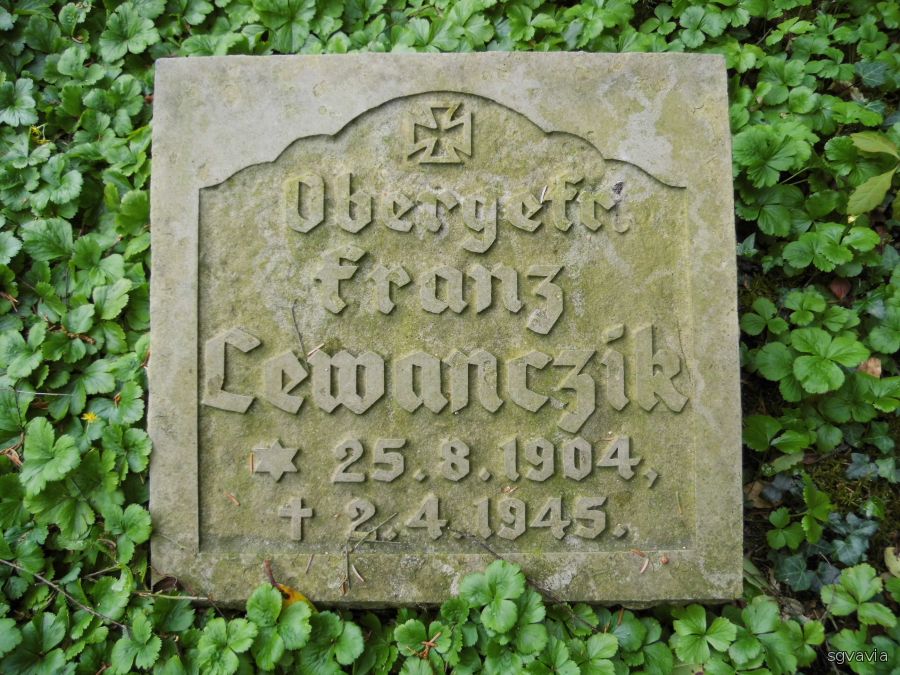 Obergefr.
Franz
Lewanczik
✶ 25.8.1904,
† 2.4.1945.
sgvavia